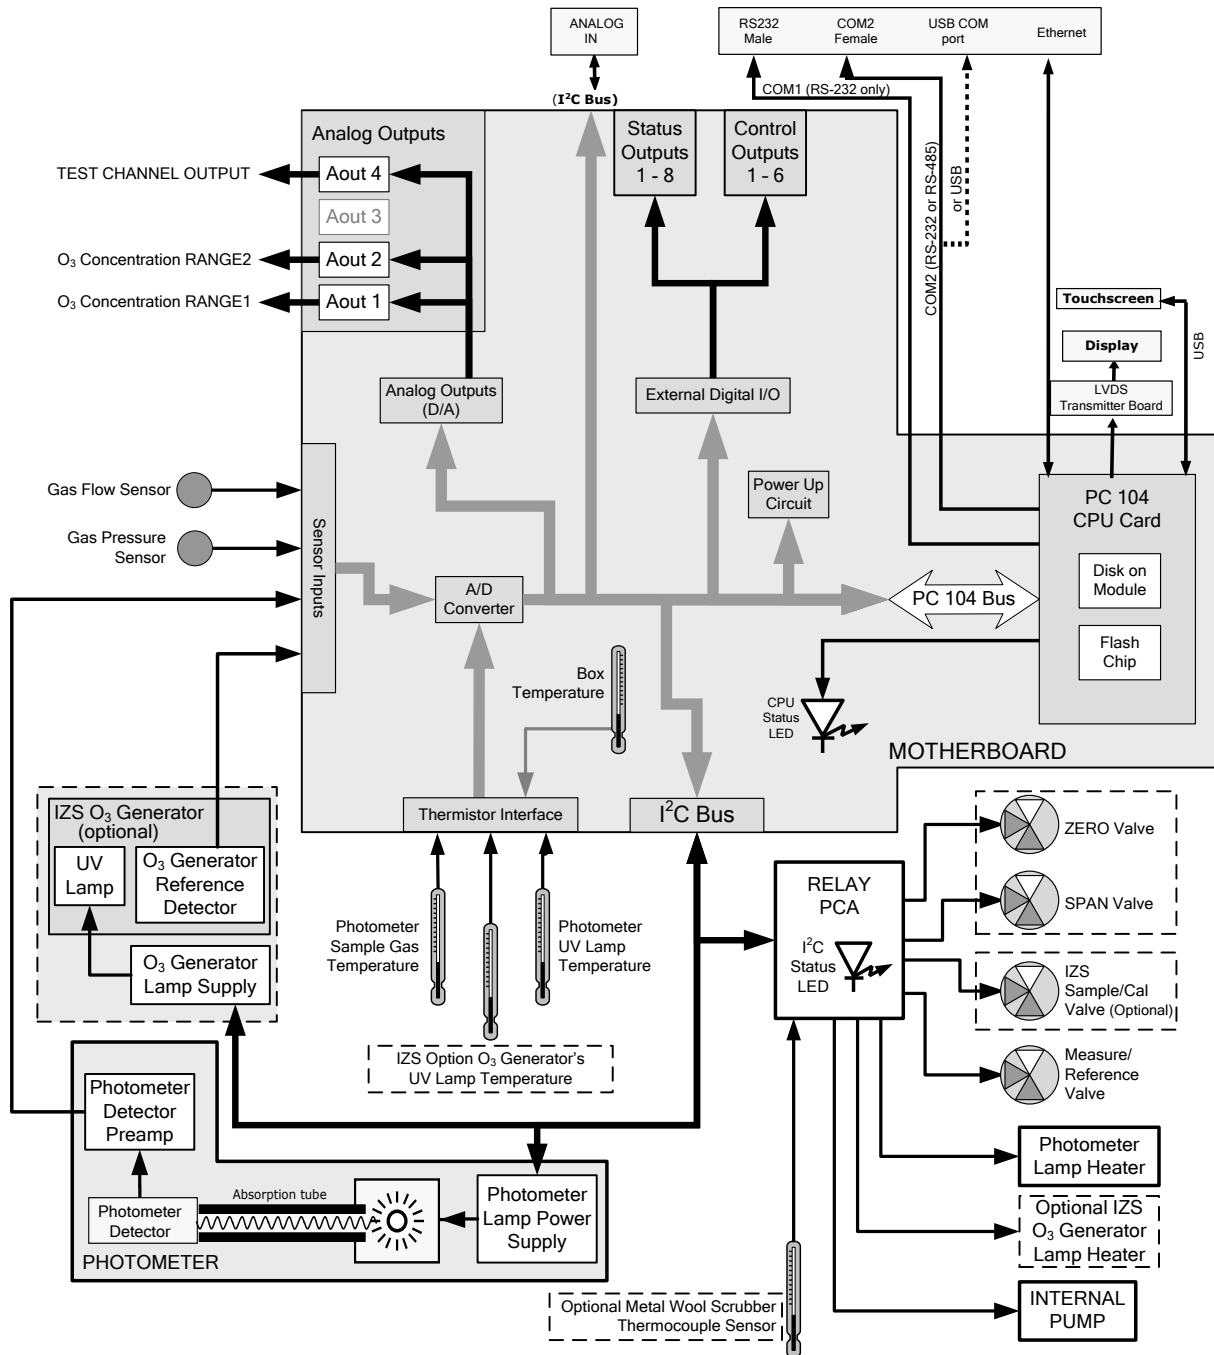 ANALOG
IN
RS232
Male
COM2
Female
USB COM
port
Ethernet
(I²C Bus)
COM1 (RS-232 only)
COM2 (RS-232 or RS-485)
or USB
Analog Outputs
Aout 4
Aout 3
Aout 2
Aout 1
TEST CHANNEL OUTPUT
O₃ Concentration RANGE2
O₃ Concentration RANGE1
Status
Outputs
1 - 8
Control
Outputs
1 - 6
Touchscreen
Display
LVDS
Transmitter Board
USB
Analog Outputs
(D/A)
External Digital I/O
Gas Flow Sensor
Gas Pressure
Sensor
Sensor Inputs
Power Up
Circuit
PC 104
CPU Card
Disk on
Module
Flash
Chip
A/D
Converter
PC 104 Bus
Box
Temperature
CPU
Status
LED
MOTHERBOARD
Thermistor Interface
I²C Bus
IZS O₃ Generator
(optional)
UV
Lamp
O₃ Generator
Reference
Detector
O₃ Generator
Lamp Supply
Photometer
Sample Gas
Temperature
Photometer
UV Lamp
Temperature
IZS Option O₃ Generator's
UV Lamp Temperature
RELAY
PCA
I²C
Status
LED
ZERO Valve
SPAN Valve
IZS
Sample/Cal
Valve (Optional)
Measure/
Reference
Valve
Photometer
Detector
Preamp
Photometer
Detector
Absorption tube
Photometer
Lamp Power
Supply
PHOTOMETER
Photometer
Lamp Heater
Optional IZS
O₃ Generator
Lamp Heater
INTERNAL
PUMP
Optional Metal Wool Scrubber
Thermocouple Sensor